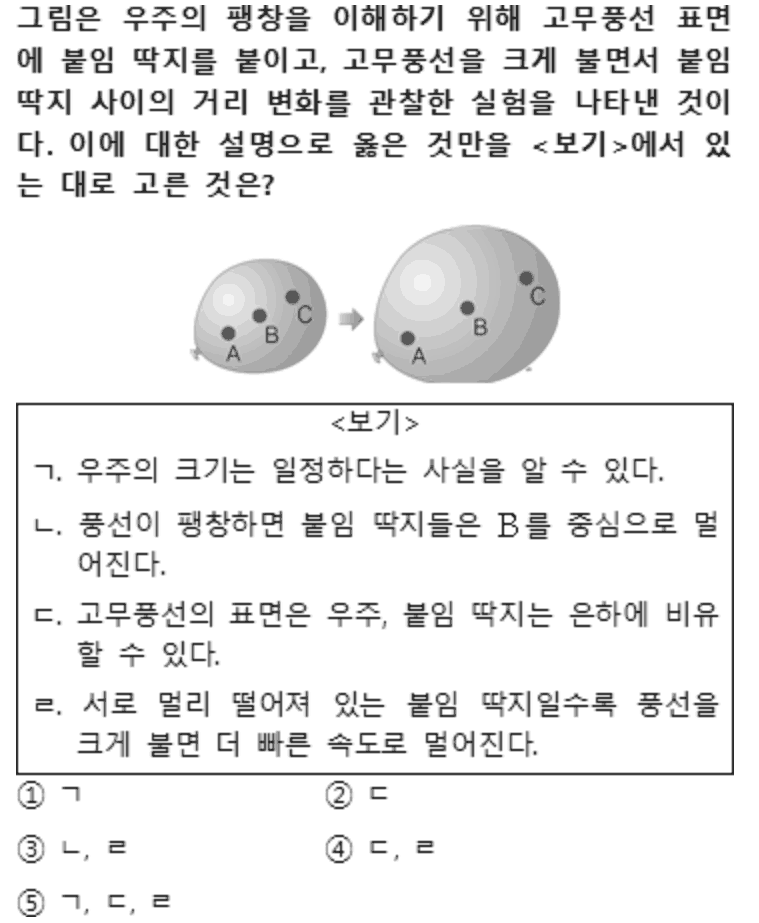 그림은 우주의 팽창을 이해하기 위해 고무풍선 표면
에 붙임 딱지를 붙이고, 고무풍선을 크게 불면서 붙임
딱지 사이의 거리 변화를 관찰한 실험을 나타낸 것이
다. 이에 대한 설명으로 옳은 것만을 <보기>에서 있
는 대로 고른 것은?
A B C A B C
<보기>
ㄱ. 우주의 크기는 일정하다는 사실을 알 수 있다.
ㄴ. 풍선이 팽창하면 붙임 딱지들은 B를 중심으로 멀
어진다.
ㄷ. 고무풍선의 표면은 우주, 붙임 딱지는 은하에 비유
할 수 있다.
ㄹ. 서로 멀리 떨어져 있는 붙임 딱지일수록 풍선을
크게 불면 더 빠른 속도로 멀어진다.
① ㄱ ② ㄷ
③ ㄴ, ㄹ ④ ㄷ, ㄹ
⑤ ㄱ, ㄷ, ㄹ